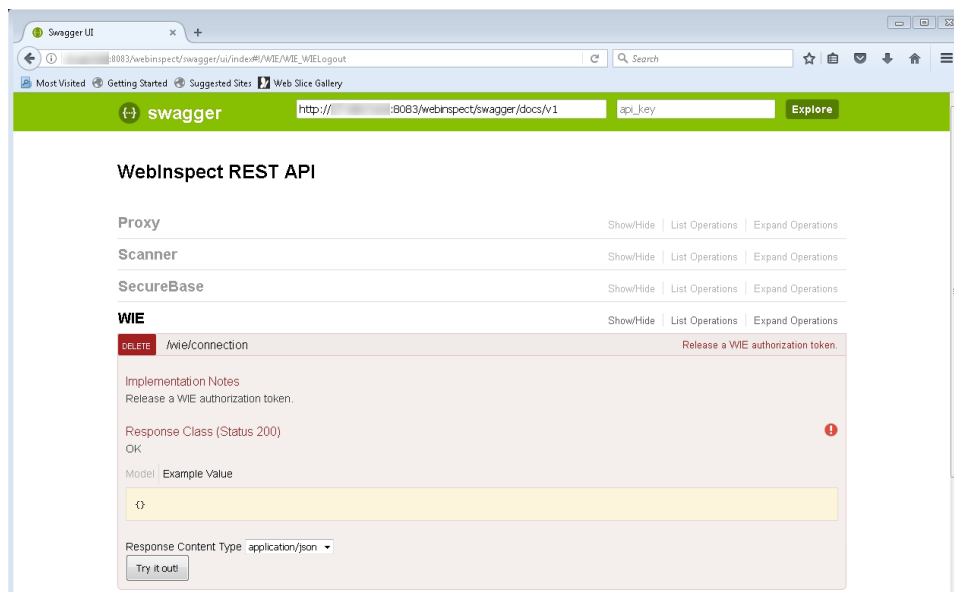 Swagger UI
:8083/webinspect/swagger/ui/index#!/WIE/WIE_WIELogout
Search
Most Visited Getting Started Suggested Sites Web Slice Gallery
swagger http:// :8083/webinspect/swagger/docs/v1 api_key Explore
WebInspect REST API
Proxy Show/Hide List Operations Expand Operations
Scanner Show/Hide List Operations Expand Operations
SecureBase Show/Hide List Operations Expand Operations
WIE Show/Hide List Operations Expand Operations
DELETE /wie/connection Release a WIE authorization token.
Implementation Notes
Release a WIE authorization token.
Response Class (Status 200)
OK
Model Example Value
{}
Response Content Type application/json
Try it out!